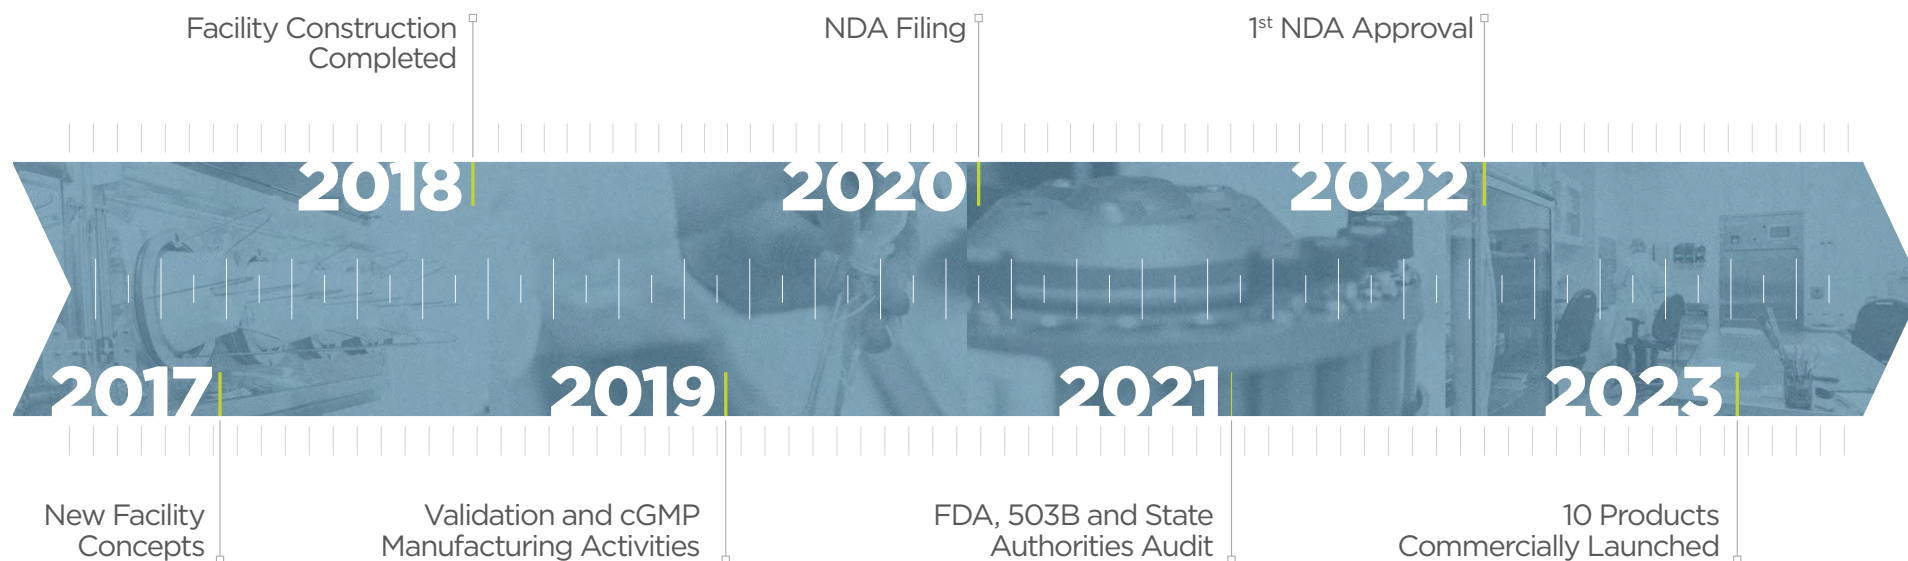 Facility Construction
Completed
NDA Filing
1st NDA Approval
2018
2020
2022
2017
2019
2021
2023
New Facility
Concepts
Validation and cGMP
Manufacturing Activities
FDA, 503B and State
Authorities Audit
10 Products
Commercially Launched